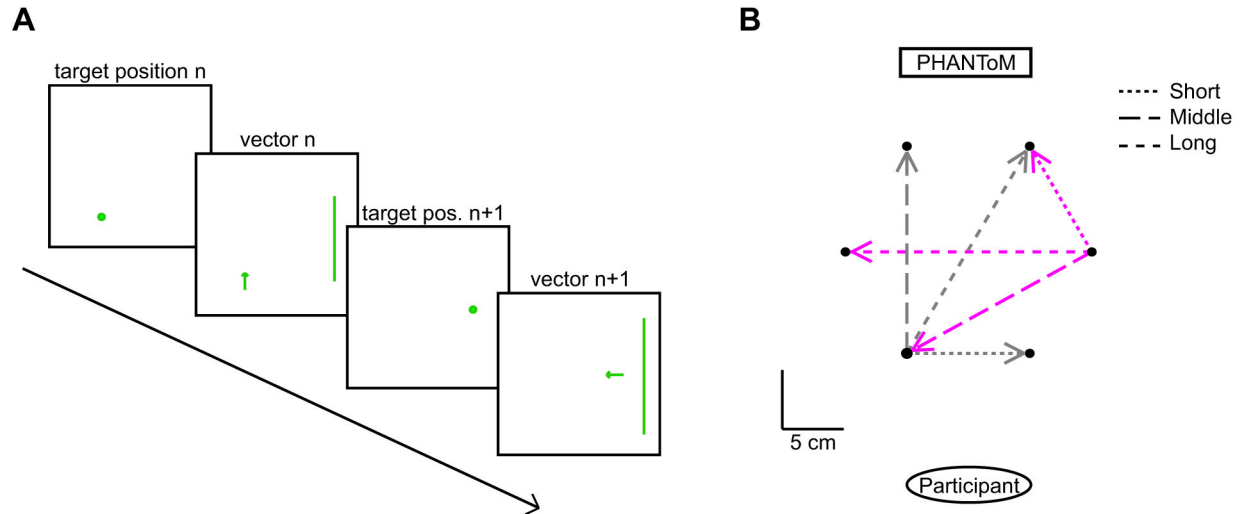 A
target position n
vector n
target pos. n+1
vector n+1
B
PHANToM
Short
Middle
Long
5 cm
Participant